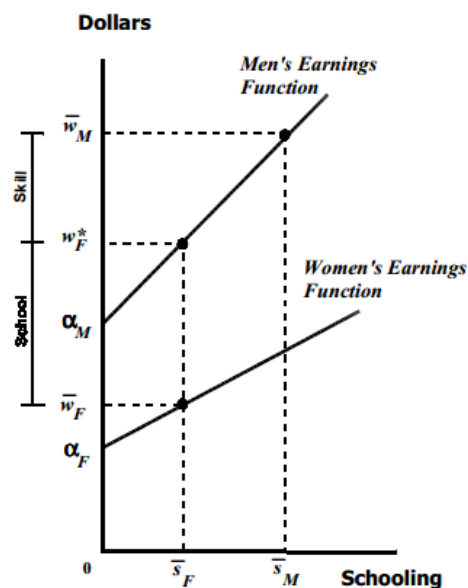 Dollars
Men's Earnings
Function
w̄_M
Skill
w*_F
Women's Earnings
Function
α_M
School
w̄_F
α_F
0
s̄_F
s̄_M
Schooling